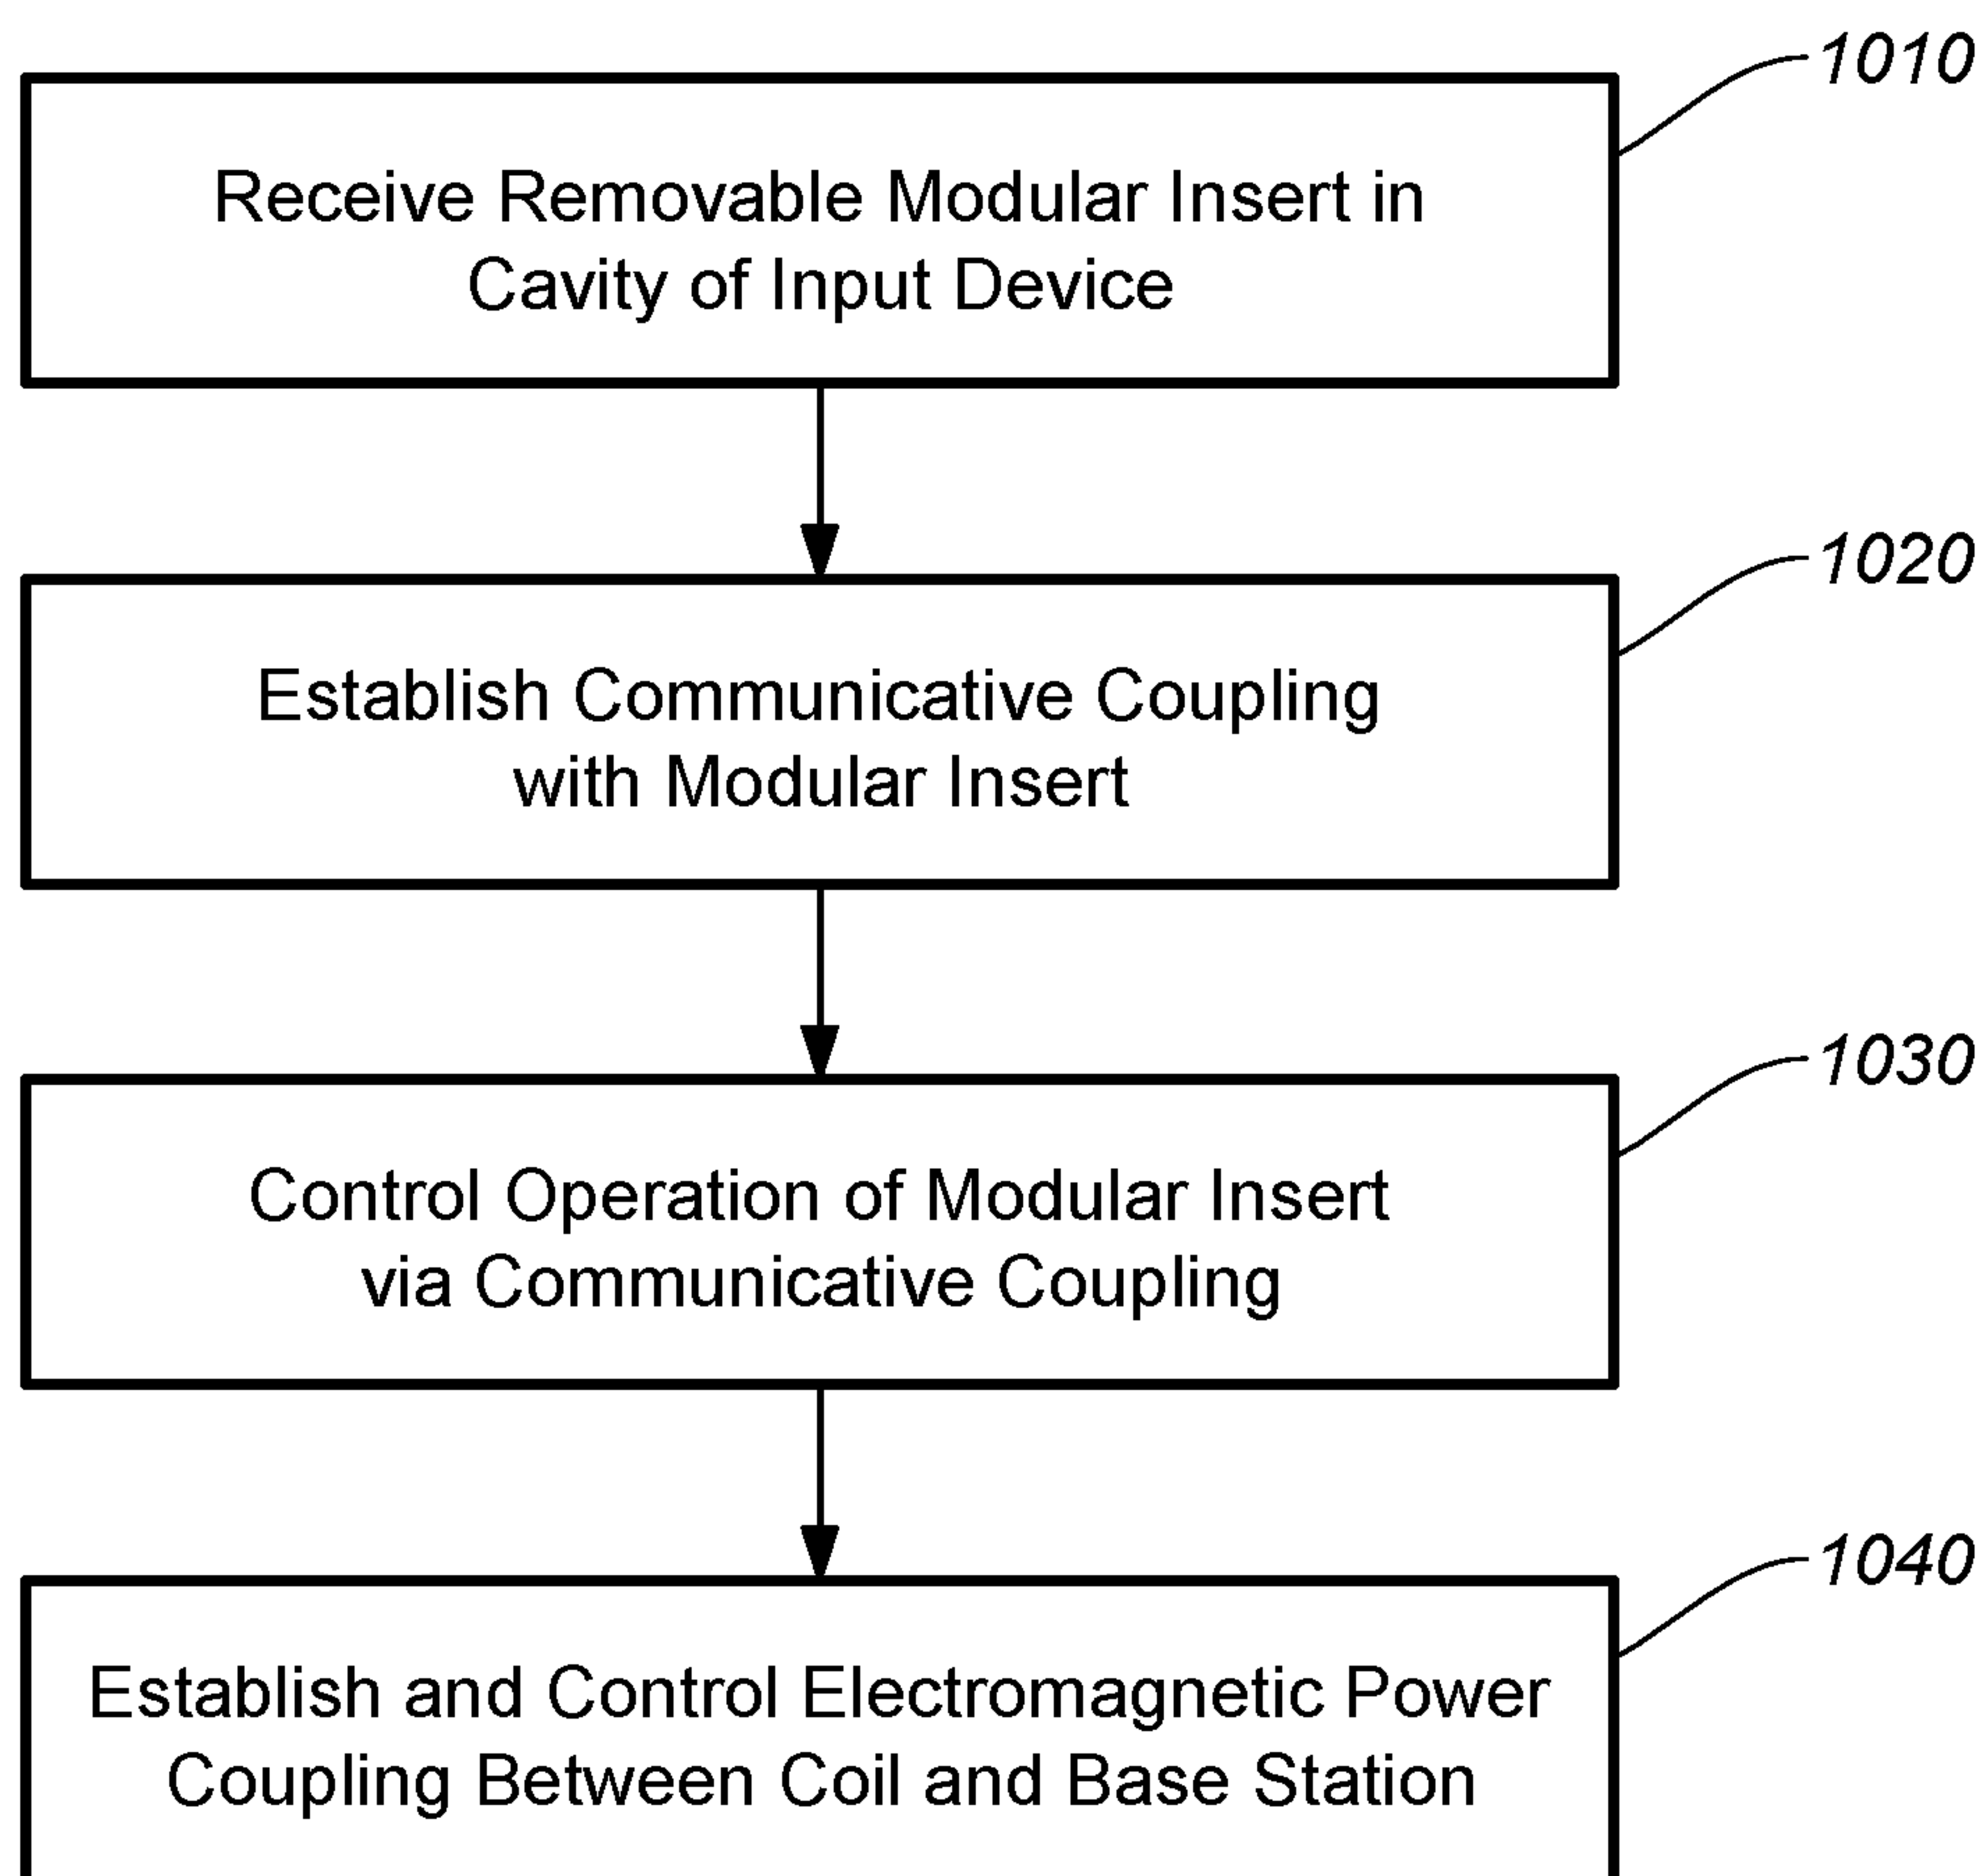 1010
Receive Removable Modular Insert in
Cavity of Input Device
1020
Establish Communicative Coupling
with Modular Insert
1030
Control Operation of Modular Insert
via Communicative Coupling
1040
Establish and Control Electromagnetic Power
Coupling Between Coil and Base Station